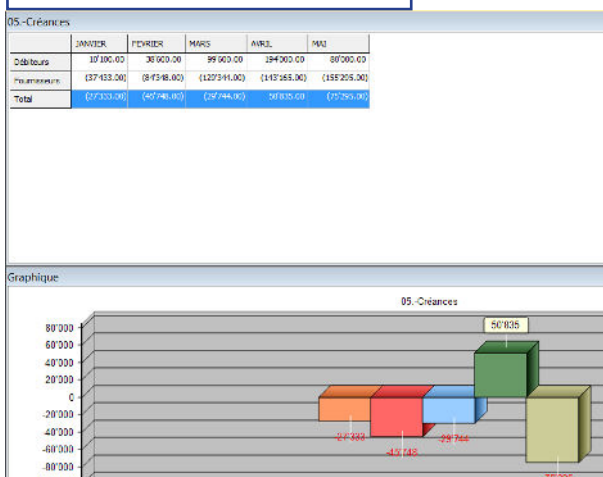 05.-Créances
JANVIER FEVRIER MARS AVRIL MAI
Débiteurs 10'100.00 38'600.00 99'600.00 194'000.00 80'000.00
Fournisseurs (37'433.00) (84'348.00) (129'344.00) (143'165.00) (155'295.00)
Total (27'333.00) (45'748.00) (29'744.00) 50'835.00 (75'295.00)
Graphique
05.-Créances
50'835
80'000
60'000
40'000
20'000
0
-20'000
-40'000
-60'000
-80'000
-27'333
-45'748
-29'744